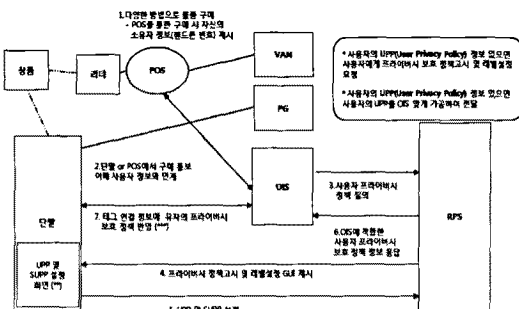 1.다양한 방법으로 물품 구매
- POS를 통한 구매 시 자신의
소유자 정보(핸드폰 번호) 제시
상품
리더
POS
VAN
PG
* 사용자의 UPP(User Privacy Policy) 정보 없으면
사용자에게 프라이버시 보호 정책고시 및 레벨설정
요청
* 사용자의 UPP(User Privacy Policy) 정보 있으면
사용자의 UPP를 OIS 맞게 가공하여 전달
2.단말 or POS에서 구매 통보
이때 사용자 정보와 연계
OIS
3.사용자 프라이버시
정책 질의
RPS
단말
7. 태그 연결 정보에 유저의 프라이버시
보호 정책 반영 (***)
6.OIS에 적합한
사용자 프라이버시
보호 정책 정보 응답
UPP 및
SUPP 설정
화면 (**)
4. 프라이버시 정책고시 및 레벨설정 GUI 제시